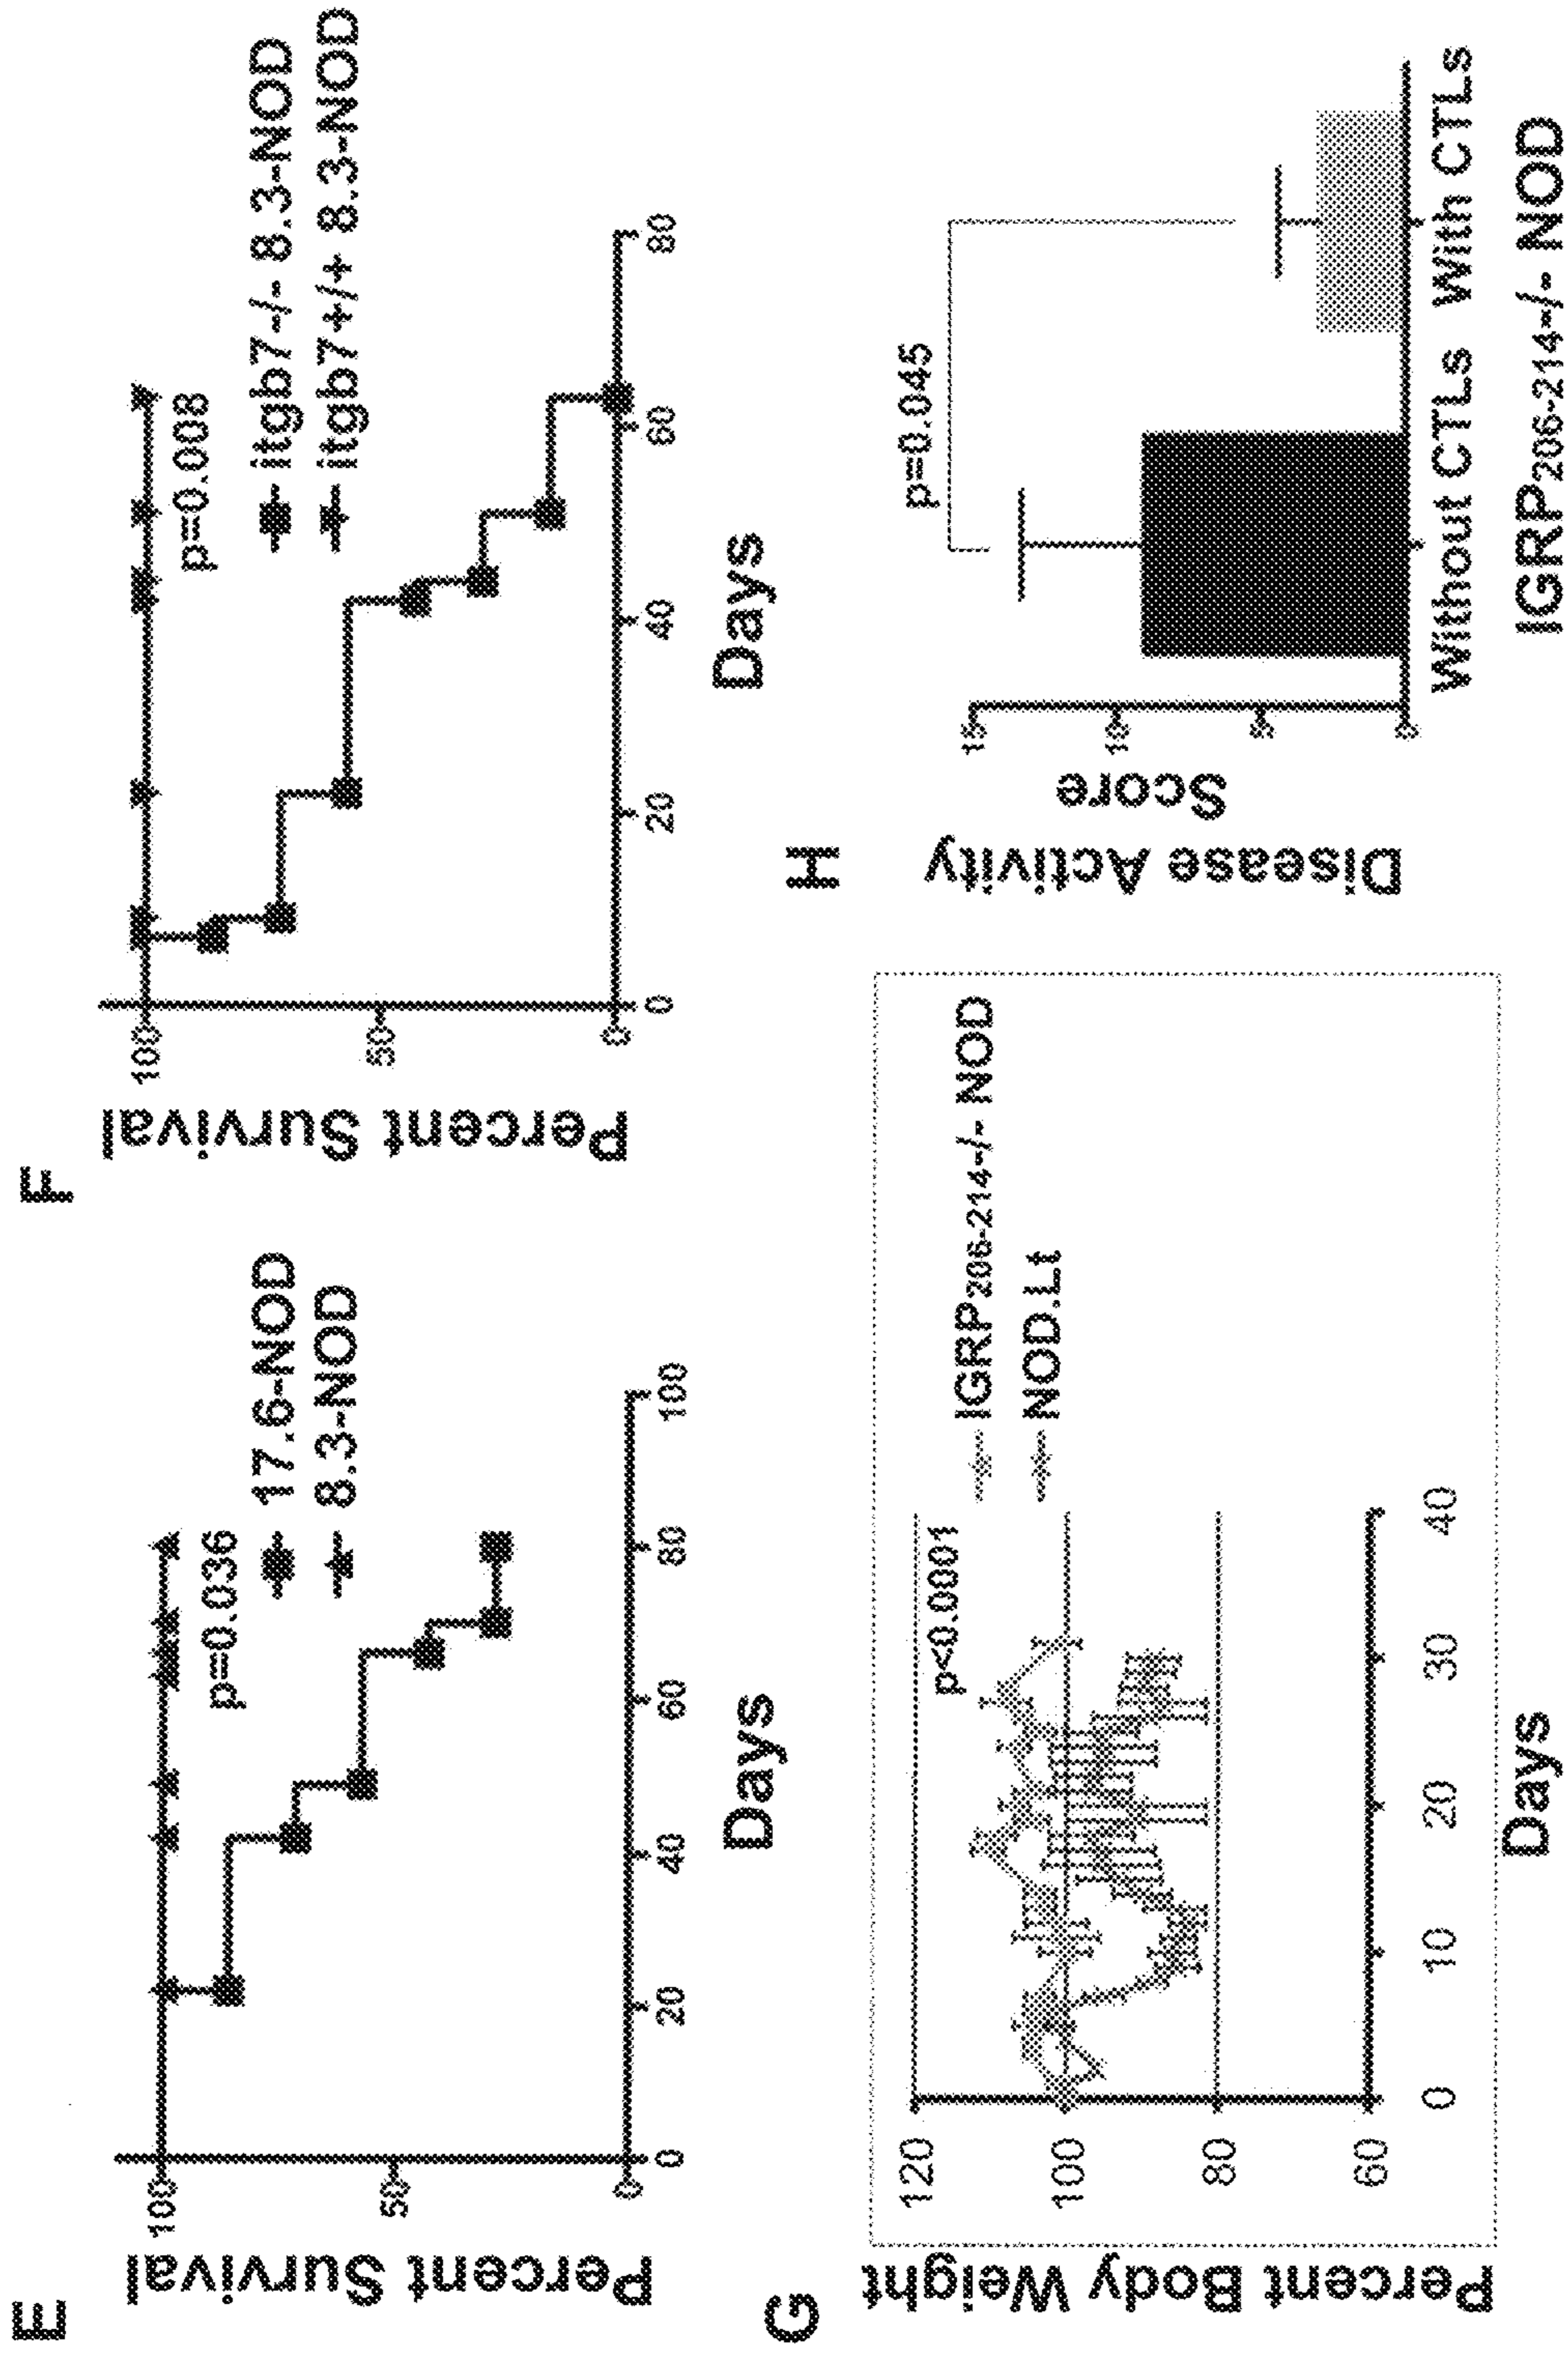 E
Percent Survival
100
50
0
0
20
40
60
80
100
Days
p=0.036
17.6-NOD
8.3-NOD
F
Percent Survival
100
50
0
0
20
40
60
80
Days
p=0.008
itgb7-/- 8.3-NOD
itgb7+/+ 8.3-NOD
G
Percent Body Weight
120
100
80
60
0
10
20
30
40
Days
p<0.0001
IGRP206-214-/- NOD
NOD.Lt
H
Disease Activity
Score
15
10
5
0
p=0.045
Without CTLs With CTLs
IGRP206-214-/- NOD